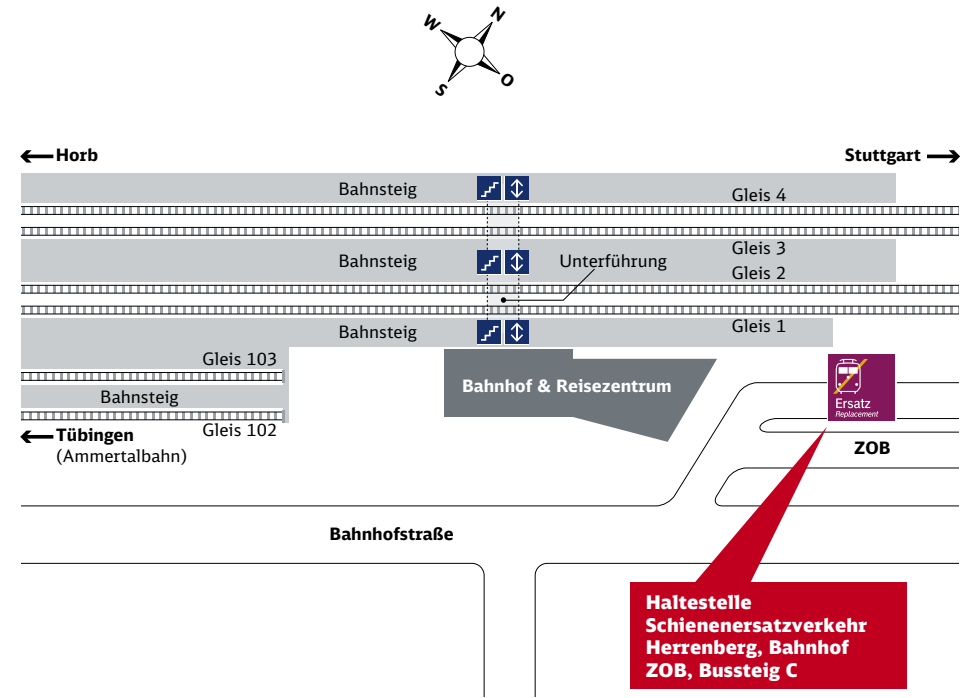 W
N
S
O
Horb
Stuttgart
Bahnsteig
Gleis 4
Gleis 3
Bahnsteig
Unterführung
Gleis 2
Bahnsteig
Gleis 1
Gleis 103
Bahnhof & Reisezentrum
Bahnsteig
Ersatz
Replacement
Gleis 102
Tübingen
(Ammertalbahn)
ZOB
Bahnhofstraße
Haltestelle
Schienenersatzverkehr
Herrenberg, Bahnhof
ZOB, Bussteig C